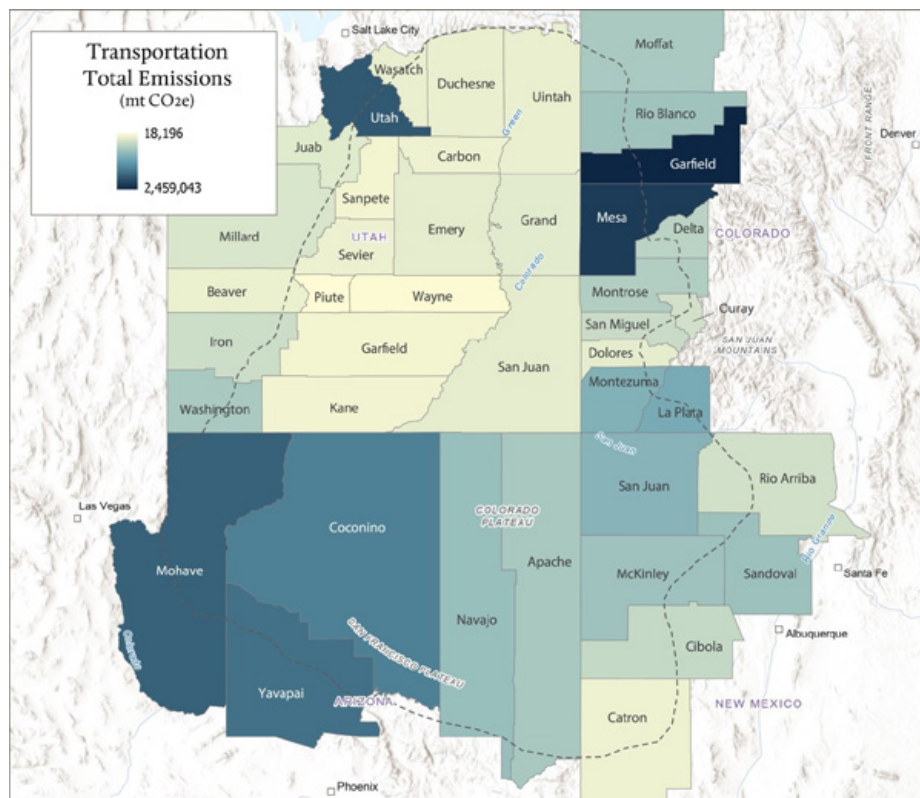 Transportation
Total Emissions
(mt CO2e)
18,196
2,459,043
Salt Lake City
Moffat
Wasatch
Duchesne
Uintah
Utah
Rio Blanco
Green
FRONT RANGE
Denver
Juab
Carbon
Garfield
Sanpete
Mesa
Millard
UTAH
Emery
Grand
Delta
COLORADO
Sevier
Colorado
Beaver
Piute
Wayne
Montrose
Ouray
Iron
San Miguel
Garfield
San Juan
Dolores
SAN JUAN
MOUNTAINS
Washington
Kane
Montezuma
La Plata
San Juan
Las Vegas
San Juan
Rio Arriba
Coconino
COLORADO
PLATEAU
Mohave
Apache
McKinley
Sandoval
Rio Grande
Santa Fe
Navajo
SAN FRANCISCO PLATEAU
Albuquerque
Colorado
Cibola
Yavapai
ARIZONA
Catron
NEW MEXICO
Phoenix